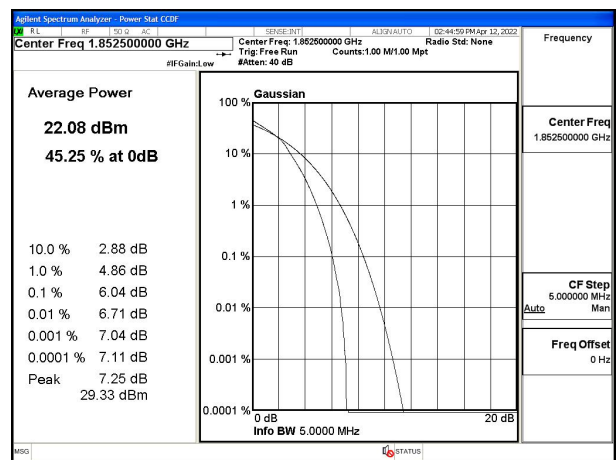 Agilent Spectrum Analyzer - Power Stat CCDF
RL RF 50 Ω AC SENSE:INT ALIGN AUTO 02:44:59 PM Apr 12, 2022
Center Freq 1.852500000 GHz
Center Freq: 1.852500000 GHz Radio Std: None
Trig: Free Run Counts:1.00 M/1.00 Mpt
#IFGain:Low #Atten: 40 dB
Frequency
Average Power
22.08 dBm
45.25 % at 0dB
10.0 % 2.88 dB
1.0 % 4.86 dB
0.1 % 6.04 dB
0.01 % 6.71 dB
0.001 % 7.04 dB
0.0001 % 7.11 dB
Peak 7.25 dB
29.33 dBm
Gaussian
100 %
10 %
1 %
0.1 %
0.01 %
0.001 %
0.0001 %
0 dB 20 dB
Info BW 5.0000 MHz
Center Freq
1.852500000 GHz
CF Step
5.000000 MHz
Auto Man
Freq Offset
0 Hz
MSG STATUS